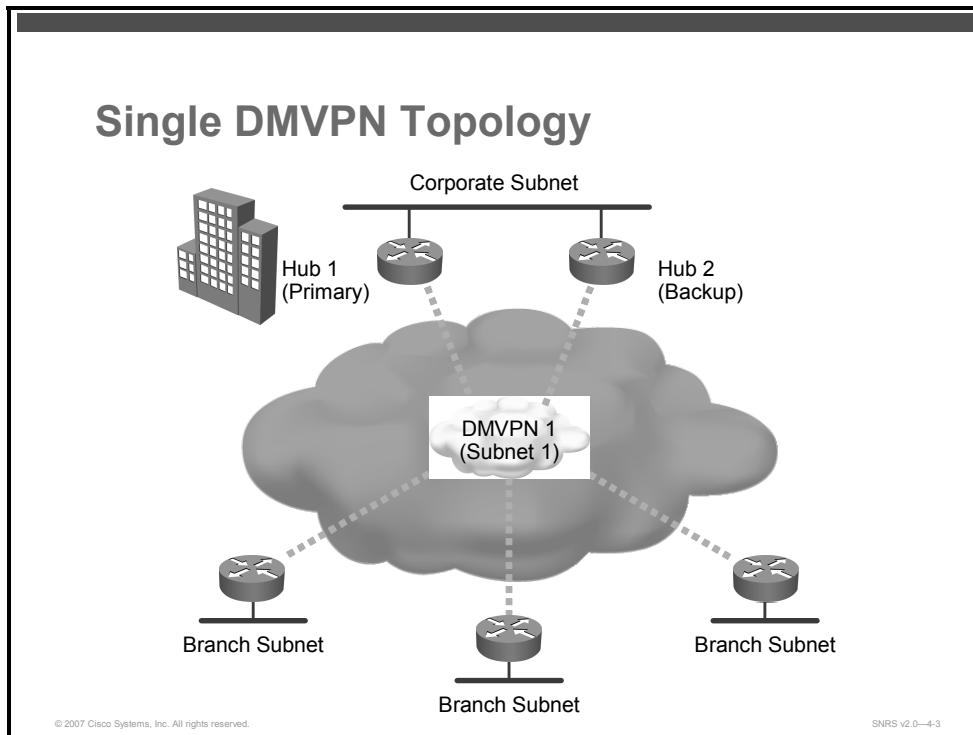 Single DMVPN Topology
Corporate Subnet
Hub 1
(Primary)
Hub 2
(Backup)
DMVPN 1
(Subnet 1)
Branch Subnet
Branch Subnet
Branch Subnet
© 2007 Cisco Systems, Inc. All rights reserved.
SNRS v2.0—4-3